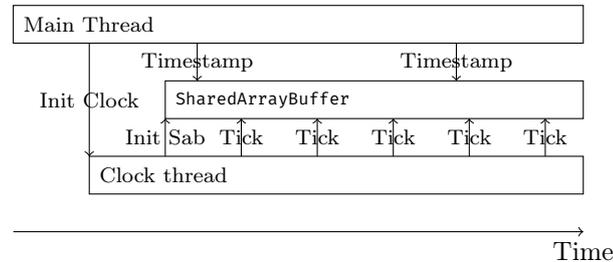 Main Thread
Timestamp Timestamp
Init Clock SharedArrayBuffer
Init Sab Tick Tick Tick Tick Tick
Clock thread
Time